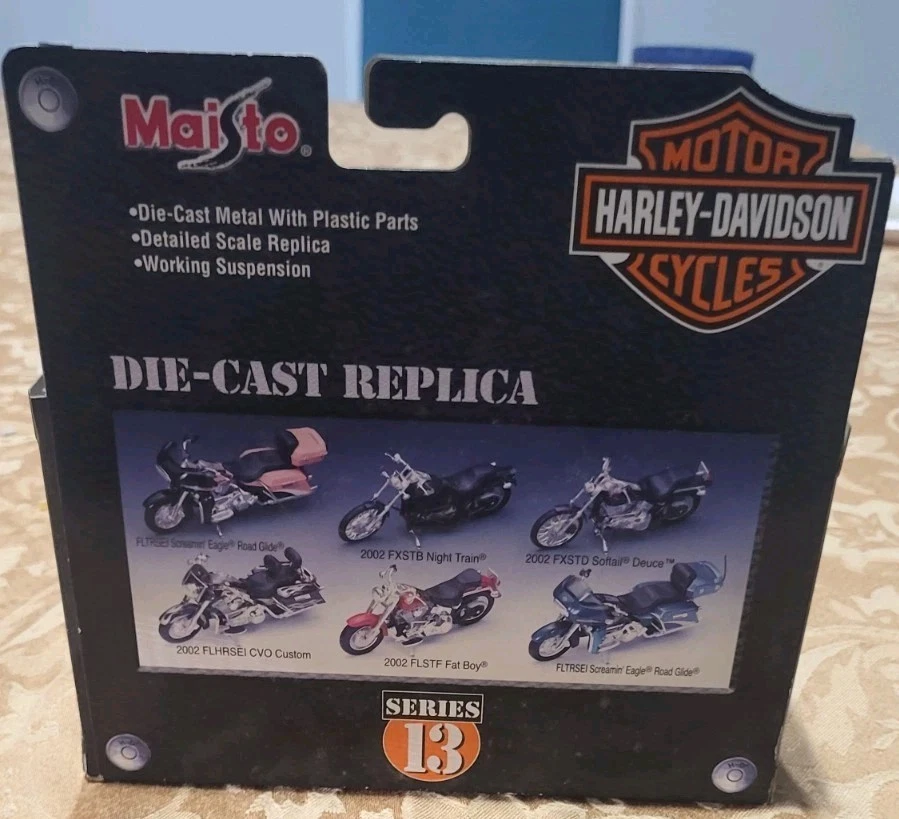 Maisto®
MOTOR
HARLEY-DAVIDSON
CYCLES
•Die-Cast Metal With Plastic Parts
•Detailed Scale Replica
•Working Suspension
DIE-CAST REPLICA
FLTRSEI Screamin' Eagle® Road Glide®
2002 FXSTB Night Train®
2002 FXSTD Softail® Deuce™
2002 FLHRSEI CVO Custom
2002 FLSTF Fat Boy®
FLTRSEI Screamin' Eagle® Road Glide®
SERIES
13